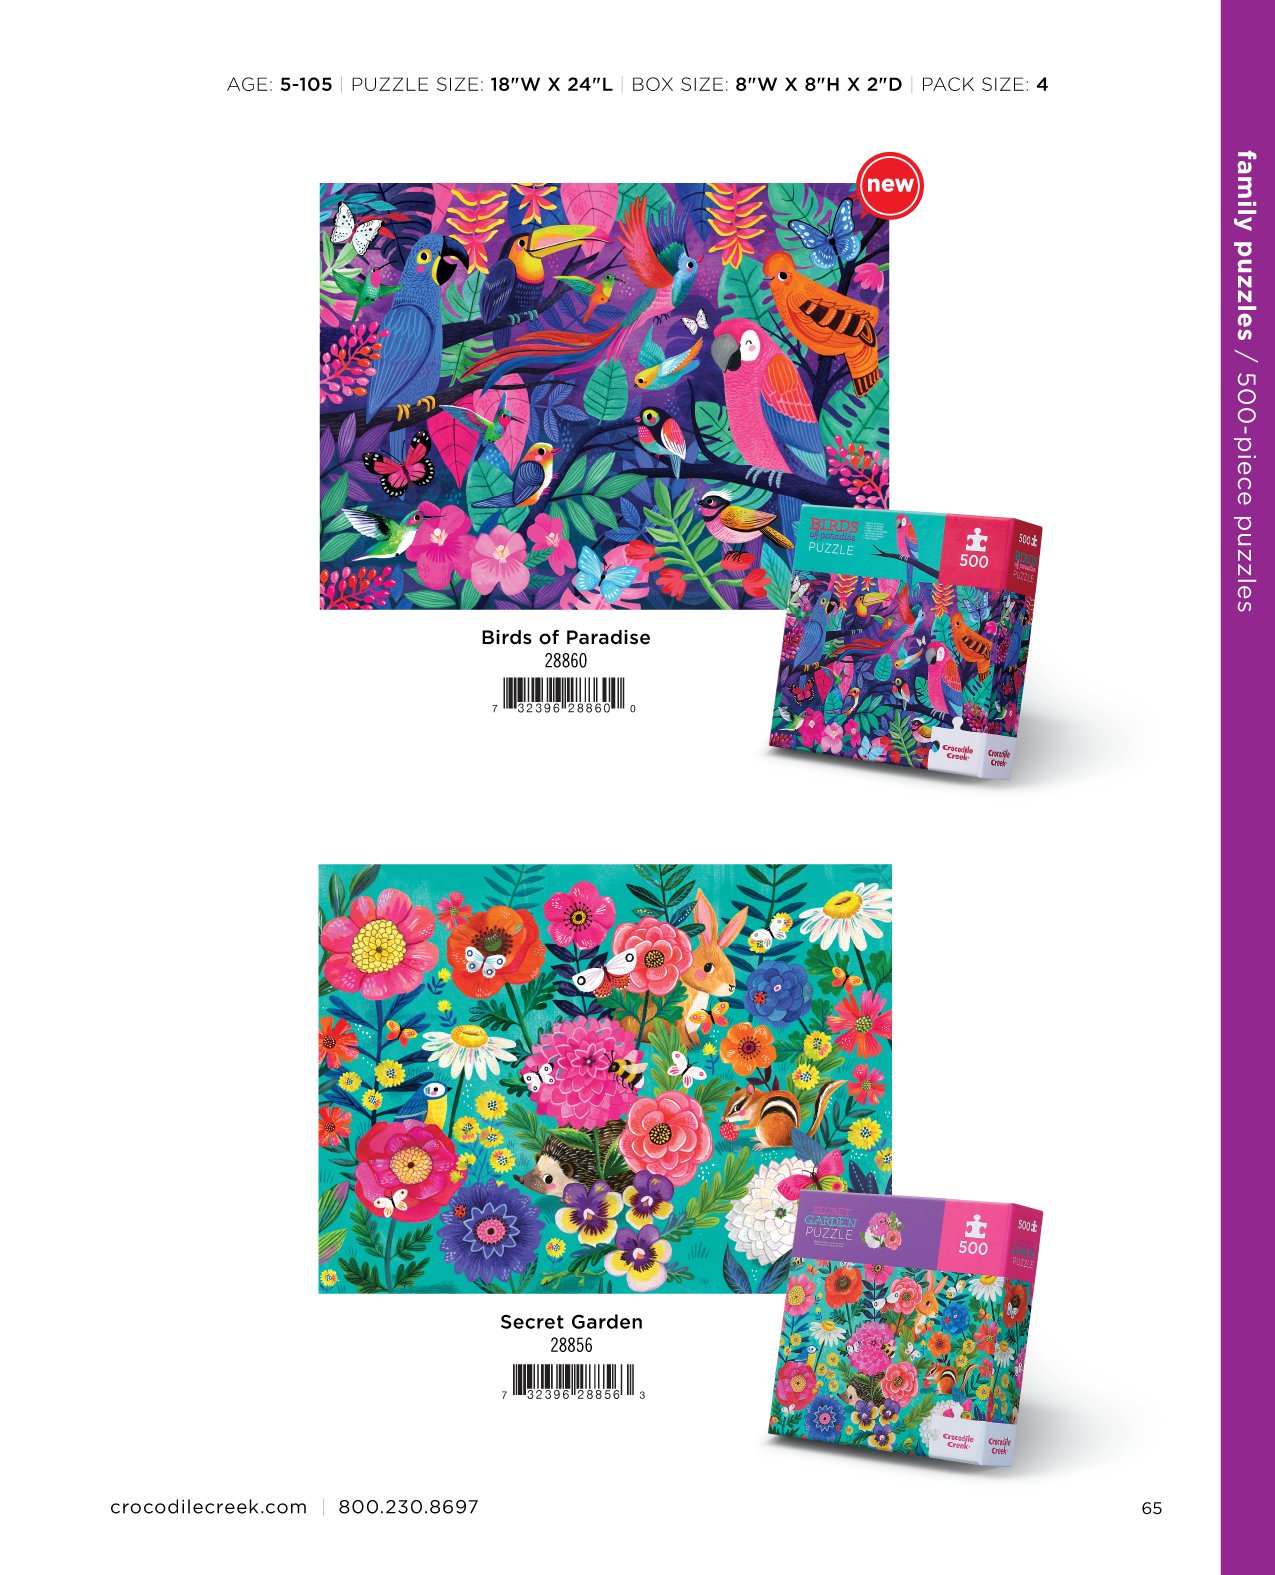 AGE: 5-105 | PUZZLE SIZE: 18"W X 24"L | BOX SIZE: 8"W X 8"H X 2"D | PACK SIZE: 4
family puzzles / 500-piece puzzles
new
BIRDS
of paradise
PUZZLE
500
500
BIRDS
of paradise
PUZZLE
Crocodile
Creek
Crocodile
Creek
Birds of Paradise
28860
7 32396 28860 0
SECRET
GARDEN
PUZZLE
500
500
PUZZLE
Crocodile
Creek
Crocodile
Creek
Secret Garden
28856
7 32396 28856 3
crocodilecreek.com | 800.230.8697
65